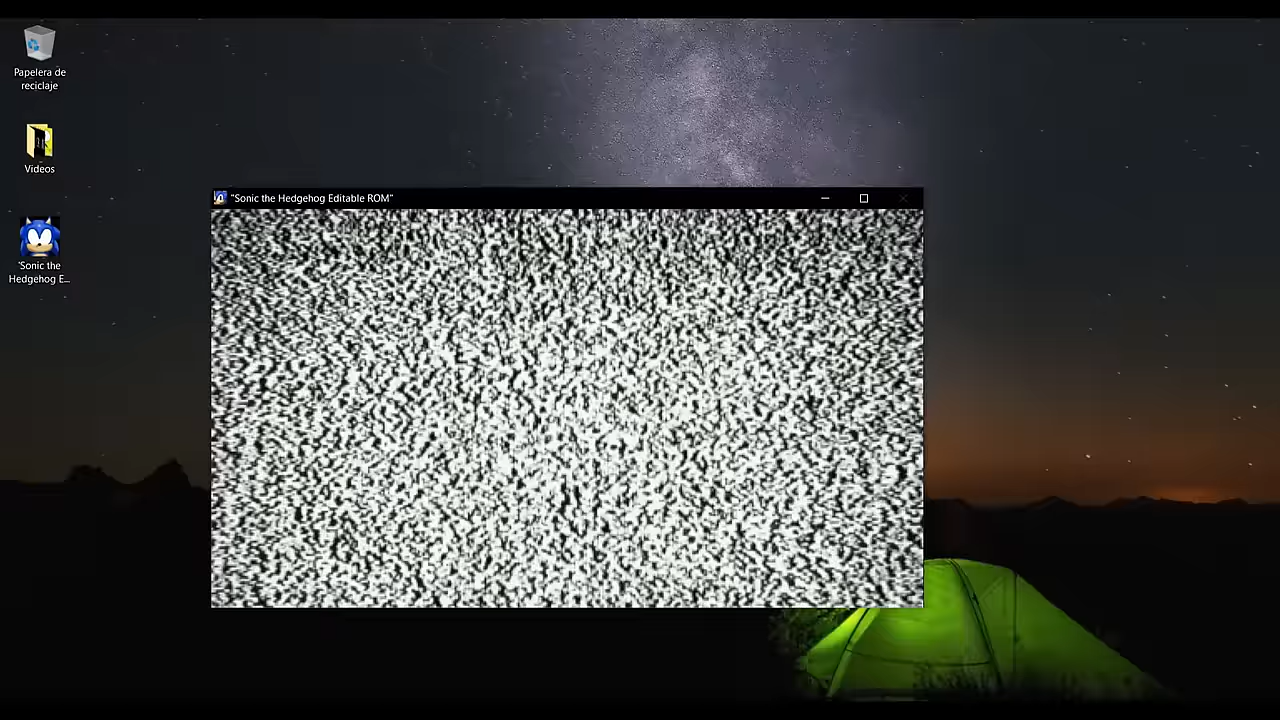 Papelera de
reciclaje
Videos
'Sonic the
Hedgehog E...
"Sonic the Hedgehog Editable ROM"